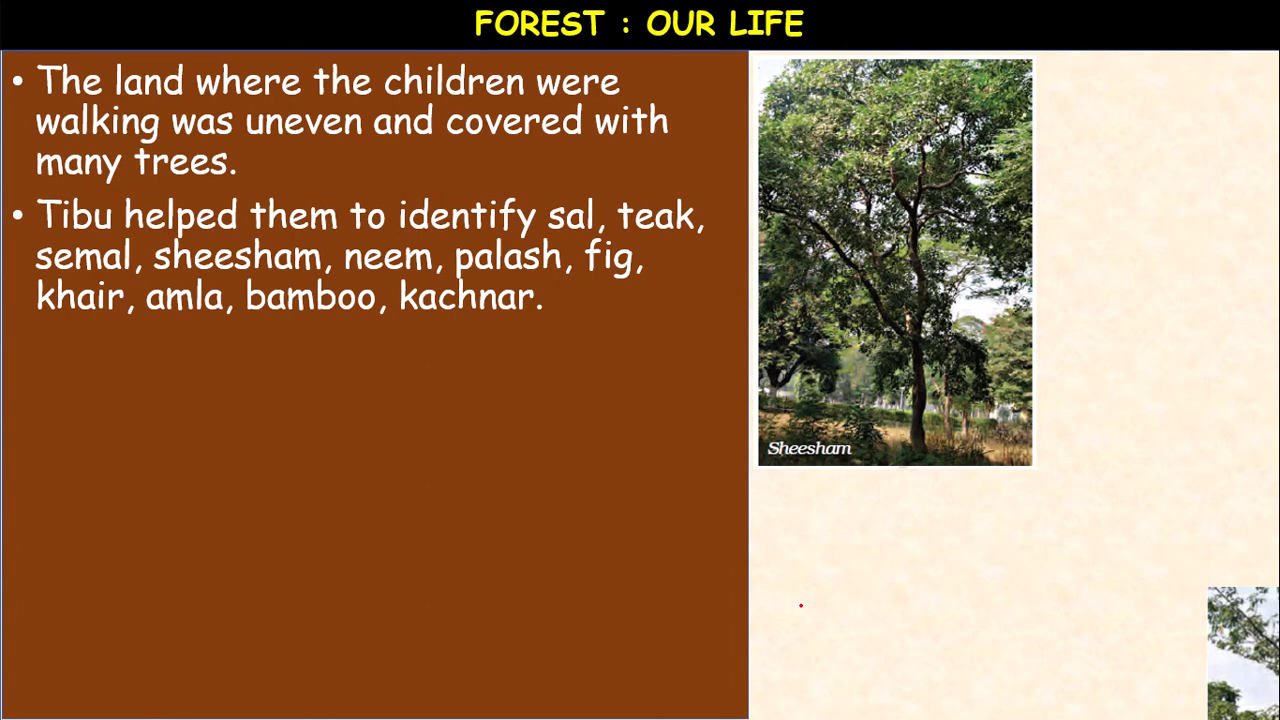 FOREST : OUR LIFE
• The land where the children were
walking was uneven and covered with
many trees.
• Tibu helped them to identify sal, teak,
semal, sheesham, neem, palash, fig,
khair, amla, bamboo, kachnar.
Sheesham